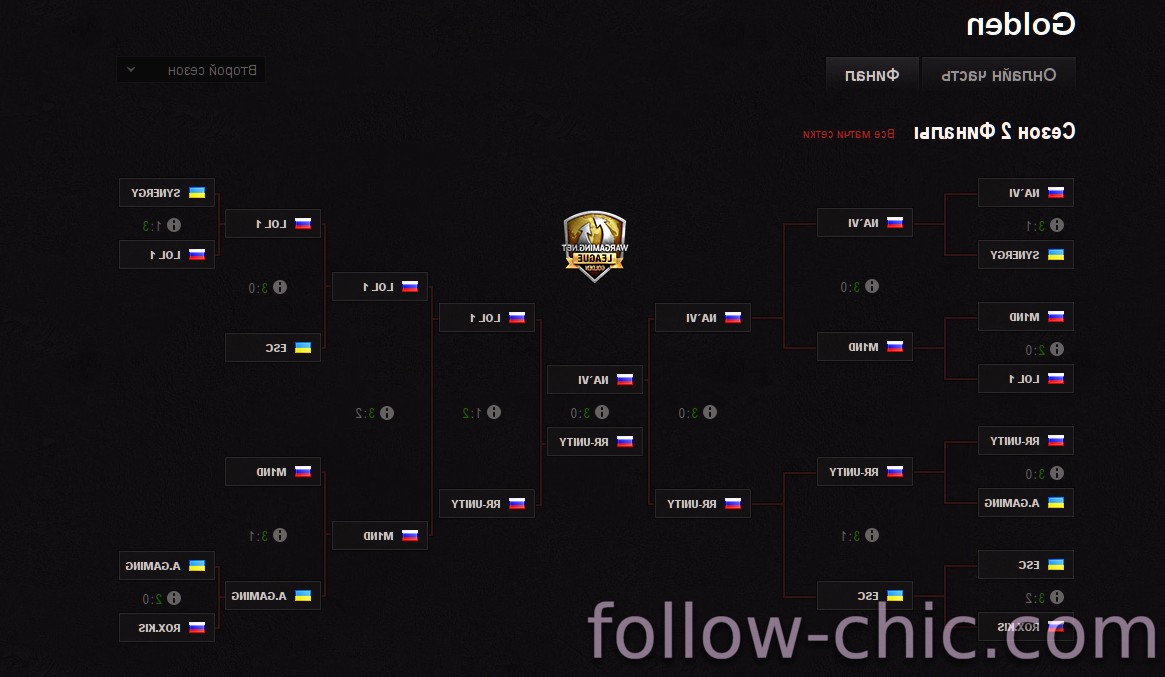 Golden
Онлайн часть Финал Второй сезон
Сезон 2 Финалы Все матчи сетки
NA`VI SYNERGY
NA`VI LOL 1
3:1 1:3
SYNERGY WARGAMING.NET LOL 1
LEAGUE
GOLDEN
3:0 LOL 1 3:0
M1ND NA`VI LOL 1
2:0 M1ND ESC
LOL 1 NA`VI
3:0 3:0 1:2 3:2
RR-UNITY RR-UNITY
3:0 RR-UNITY M1ND
A.GAMING RR-UNITY RR-UNITY
3:1 M1ND 3:1
ESC A.GAMING
3:2 ESC A.GAMING 2:0
ROX.KIS ROX.KIS
follow-chic.com